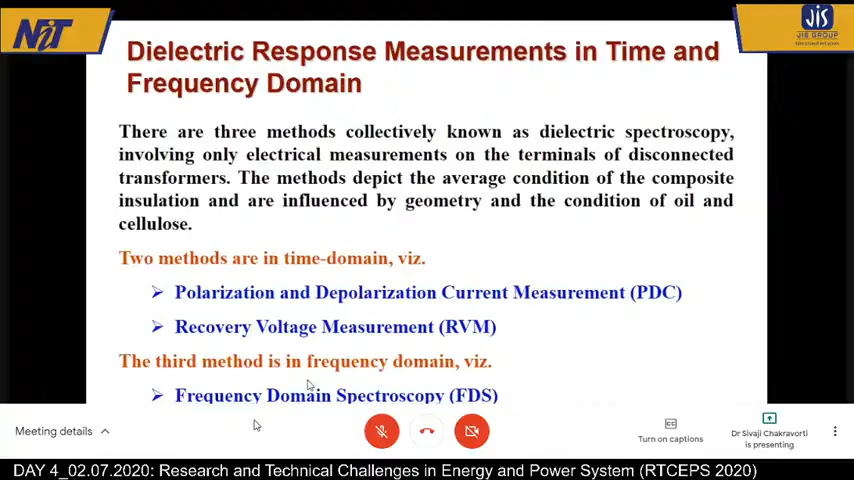 NiT
JIS
JIS GROUP
Dielectric Response Measurements in Time and
Frequency Domain
There are three methods collectively known as dielectric spectroscopy,
involving only electrical measurements on the terminals of disconnected
transformers. The methods depict the average condition of the composite
insulation and are influenced by geometry and the condition of oil and
cellulose.
Two methods are in time-domain, viz.
➢ Polarization and Depolarization Current Measurement (PDC)
➢ Recovery Voltage Measurement (RVM)
The third method is in frequency domain, viz.
➢ Frequency Domain Spectroscopy (FDS)
Meeting details
Turn on captions
Dr Sivaji Chakravorti
is presenting
DAY 4_02.07.2020: Research and Technical Challenges in Energy and Power System (RTCEPS 2020)